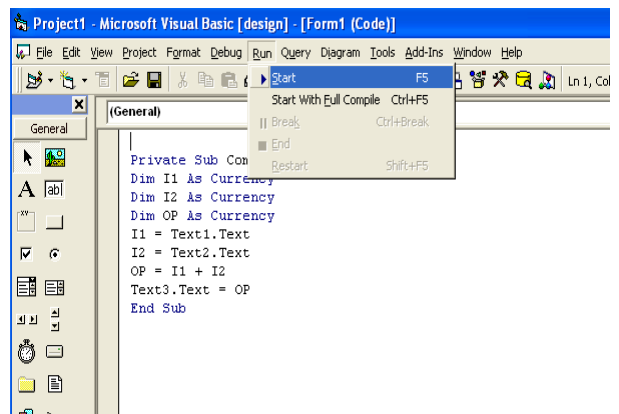 Project1 - Microsoft Visual Basic [design] - [Form1 (Code)]
File Edit View Project Format Debug Run Query Diagram Tools Add-Ins Window Help
Ln 1, Col
General
(General)
Start F5
Start With Full Compile Ctrl+F5
Break Ctrl+Break
End
Restart Shift+F5
Private Sub Com
Dim I1 As Currency
Dim I2 As Currency
Dim OP As Currency
I1 = Text1.Text
I2 = Text2.Text
OP = I1 + I2
Text3.Text = OP
End Sub
A ab|
XY